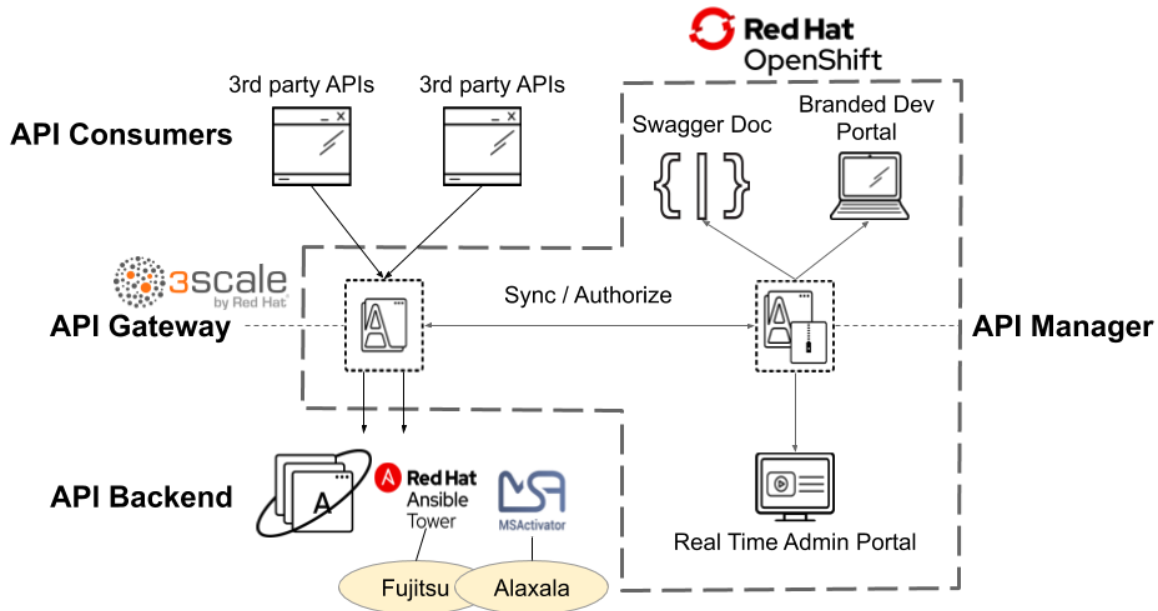 Red Hat
OpenShift
3rd party APIs
3rd party APIs
Branded Dev
Portal
API Consumers
Swagger Doc
3scale
by Red Hat®
Sync / Authorize
API Gateway
API Manager
A
API Backend
Red Hat
Ansible
Tower
MSA
MSActivator
Real Time Admin Portal
Fujitsu
Alaxala